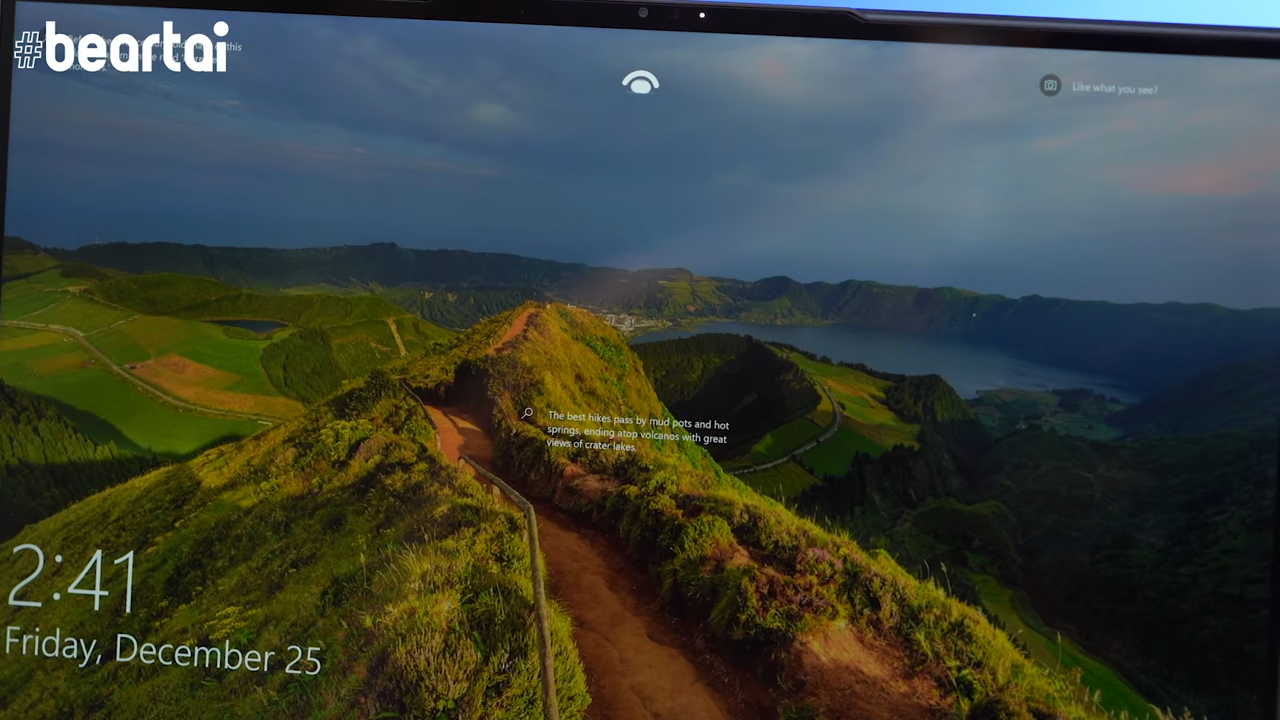 #beartai
this
Like what you see?
The best hikes pass by mud pots and hot
springs, ending atop volcanos with great
views of crater lakes.
2:41
Friday, December 25